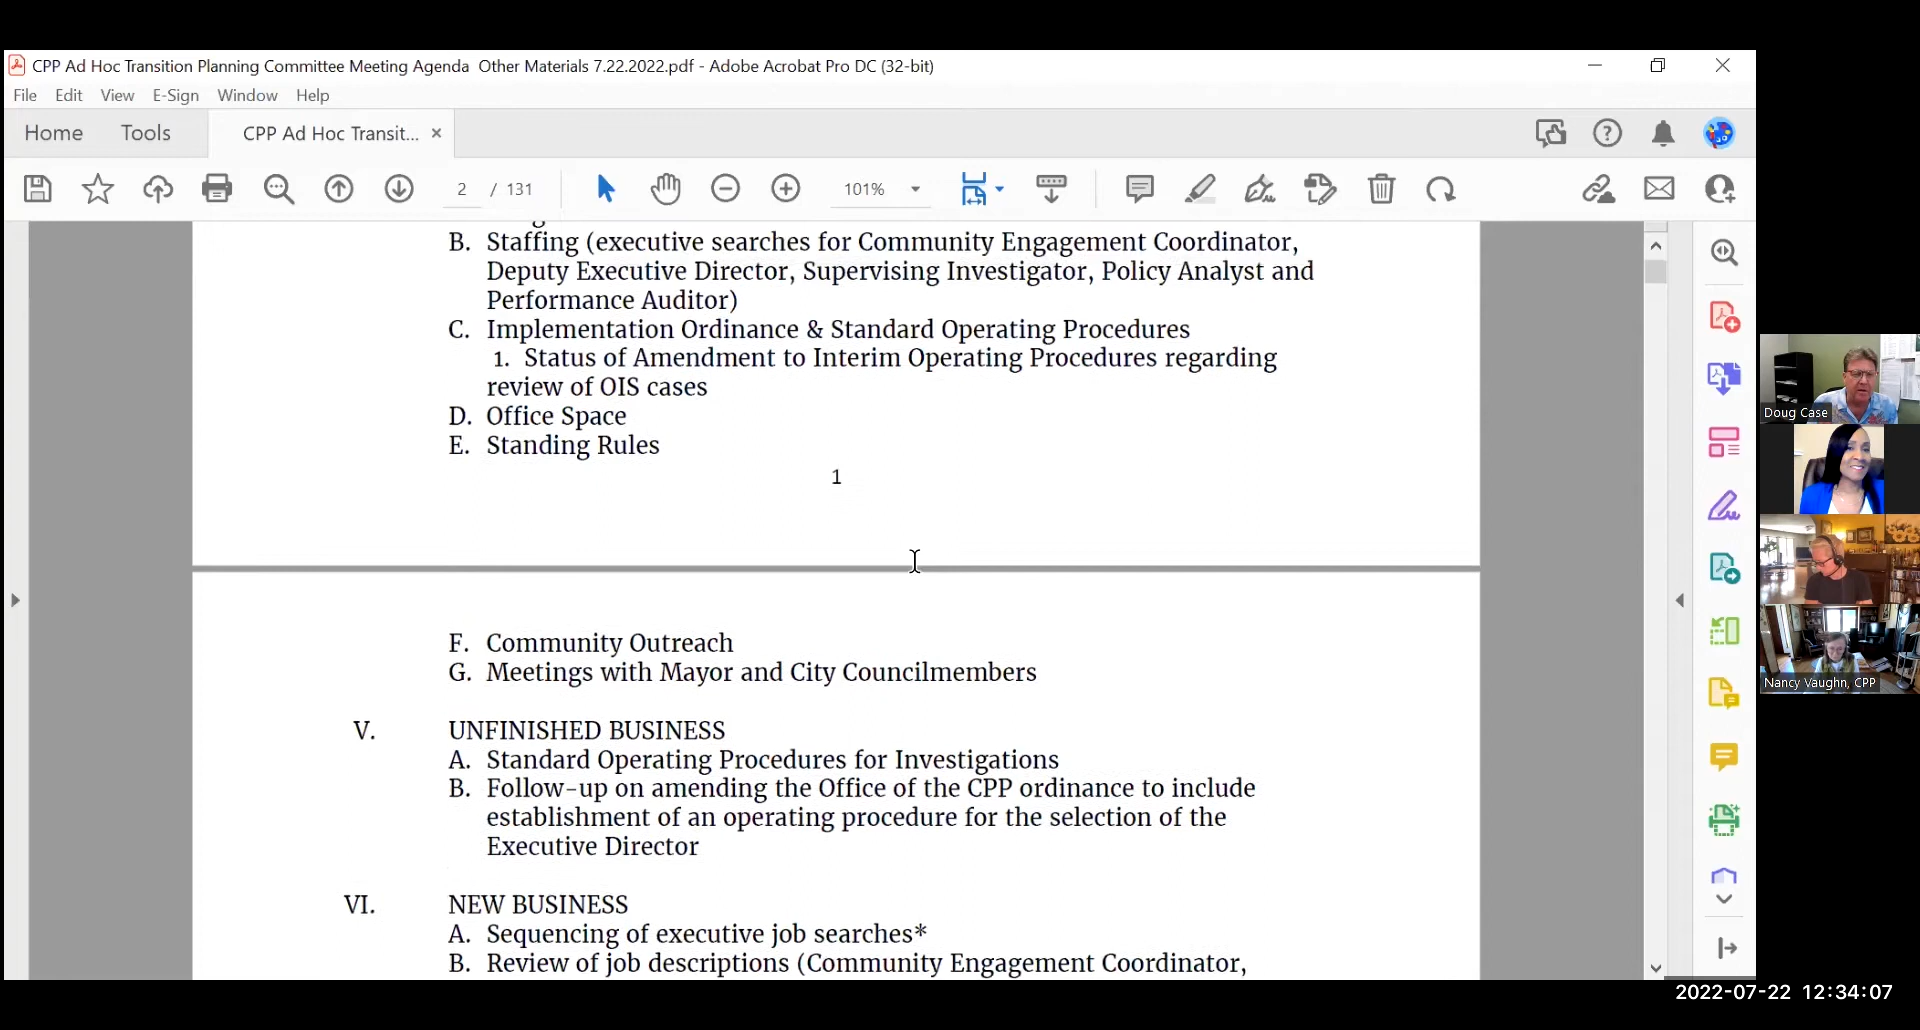 CPP Ad Hoc Transition Planning Committee Meeting Agenda  Other Materials 7.22.2022.pdf - Adobe Acrobat Pro DC (32-bit)
File Edit View E-Sign Window Help
Home Tools CPP Ad Hoc Transit... ×
2 / 131 101%
B. Staffing (executive searches for Community Engagement Coordinator,
Deputy Executive Director, Supervising Investigator, Policy Analyst and
Performance Auditor)
C. Implementation Ordinance & Standard Operating Procedures
1. Status of Amendment to Interim Operating Procedures regarding
review of OIS cases
D. Office Space
E. Standing Rules
1
F. Community Outreach
G. Meetings with Mayor and City Councilmembers
V. UNFINISHED BUSINESS
A. Standard Operating Procedures for Investigations
B. Follow-up on amending the Office of the CPP ordinance to include
establishment of an operating procedure for the selection of the
Executive Director
VI. NEW BUSINESS
A. Sequencing of executive job searches*
B. Review of job descriptions (Community Engagement Coordinator,
Doug Case
Nancy Vaughn, CPP
2022-07-22 12:34:07